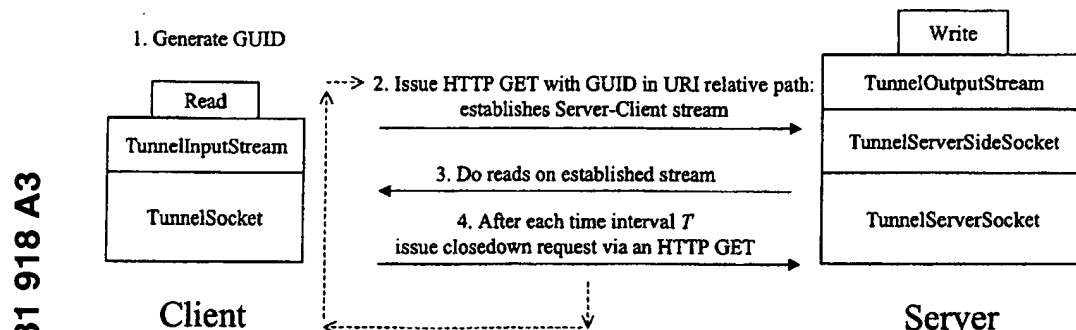 1. Generate GUID
Read
TunnelInputStream
TunnelSocket
Client
2. Issue HTTP GET with GUID in URI relative path:
establishes Server-Client stream
3. Do reads on established stream
4. After each time interval T
issue closedown request via an HTTP GET
Write
TunnelOutputStream
TunnelServerSideSocket
TunnelServerSocket
Server
918 A3